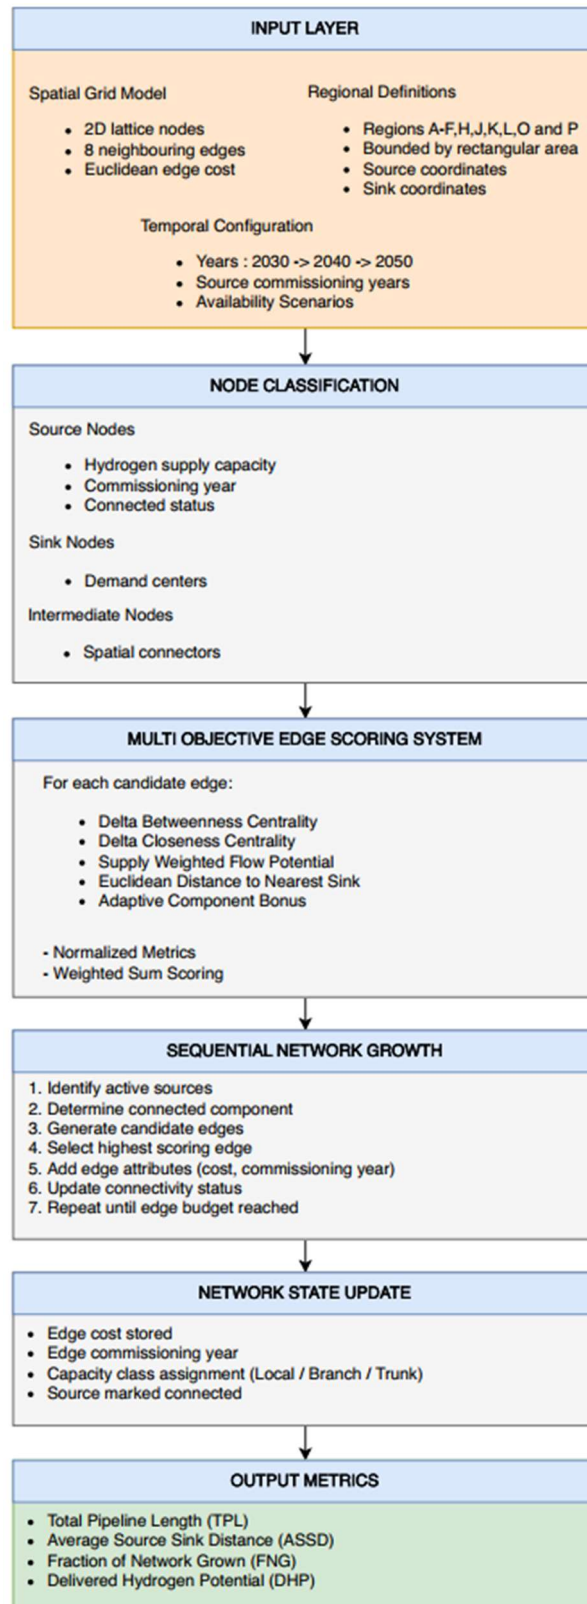 INPUT LAYER
Spatial Grid Model
• 2D lattice nodes
• 8 neighbouring edges
• Euclidean edge cost
Regional Definitions
• Regions A-F,H,J,K,L,O and P
• Bounded by rectangular area
• Source coordinates
• Sink coordinates
Temporal Configuration
• Years : 2030 -> 2040 -> 2050
• Source commissioning years
• Availability Scenarios
NODE CLASSIFICATION
Source Nodes
• Hydrogen supply capacity
• Commissioning year
• Connected status
Sink Nodes
• Demand centers
Intermediate Nodes
• Spatial connectors
MULTI OBJECTIVE EDGE SCORING SYSTEM
For each candidate edge:
• Delta Betweenness Centrality
• Delta Closeness Centrality
• Supply Weighted Flow Potential
• Euclidean Distance to Nearest Sink
• Adaptive Component Bonus
- Normalized Metrics
- Weighted Sum Scoring
SEQUENTIAL NETWORK GROWTH
1. Identify active sources
2. Determine connected component
3. Generate candidate edges
4. Select highest scoring edge
5. Add edge attributes (cost, commissioning year)
6. Update connectivity status
7. Repeat until edge budget reached
NETWORK STATE UPDATE
• Edge cost stored
• Edge commissioning year
• Capacity class assignment (Local / Branch / Trunk)
• Source marked connected
OUTPUT METRICS
• Total Pipeline Length (TPL)
• Average Source Sink Distance (ASSD)
• Fraction of Network Grown (FNG)
• Delivered Hydrogen Potential (DHP)